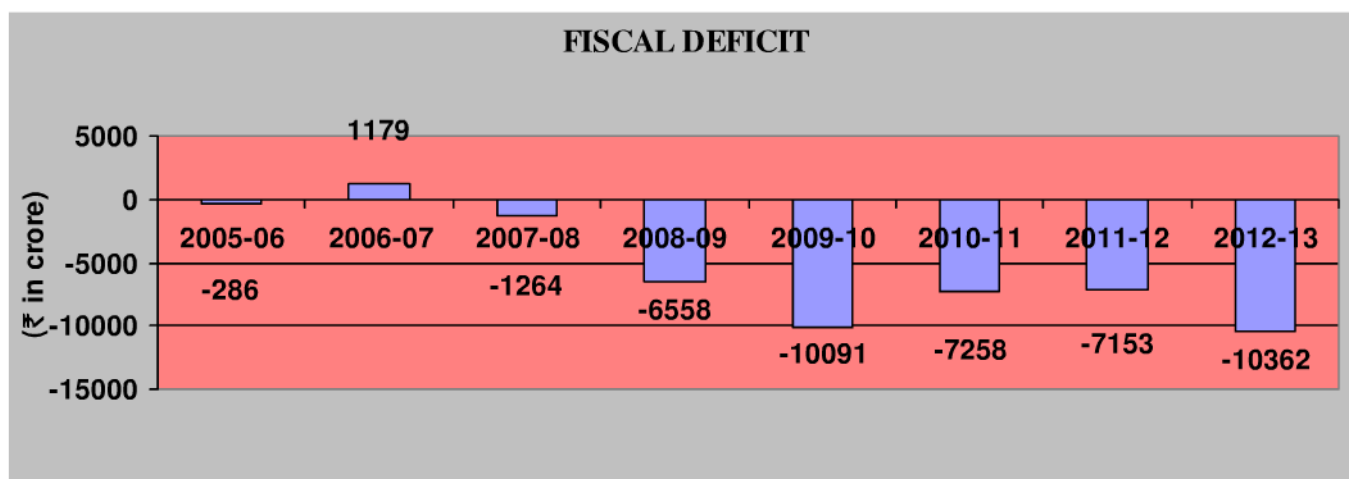 FISCAL DEFICIT
(₹ in crore)
5000
0
-5000
-10000
-15000
1179
2005-06 2006-07 2007-08 2008-09 2009-10 2010-11 2011-12 2012-13
-286 -1264 -6558 -10091 -7258 -7153 -10362